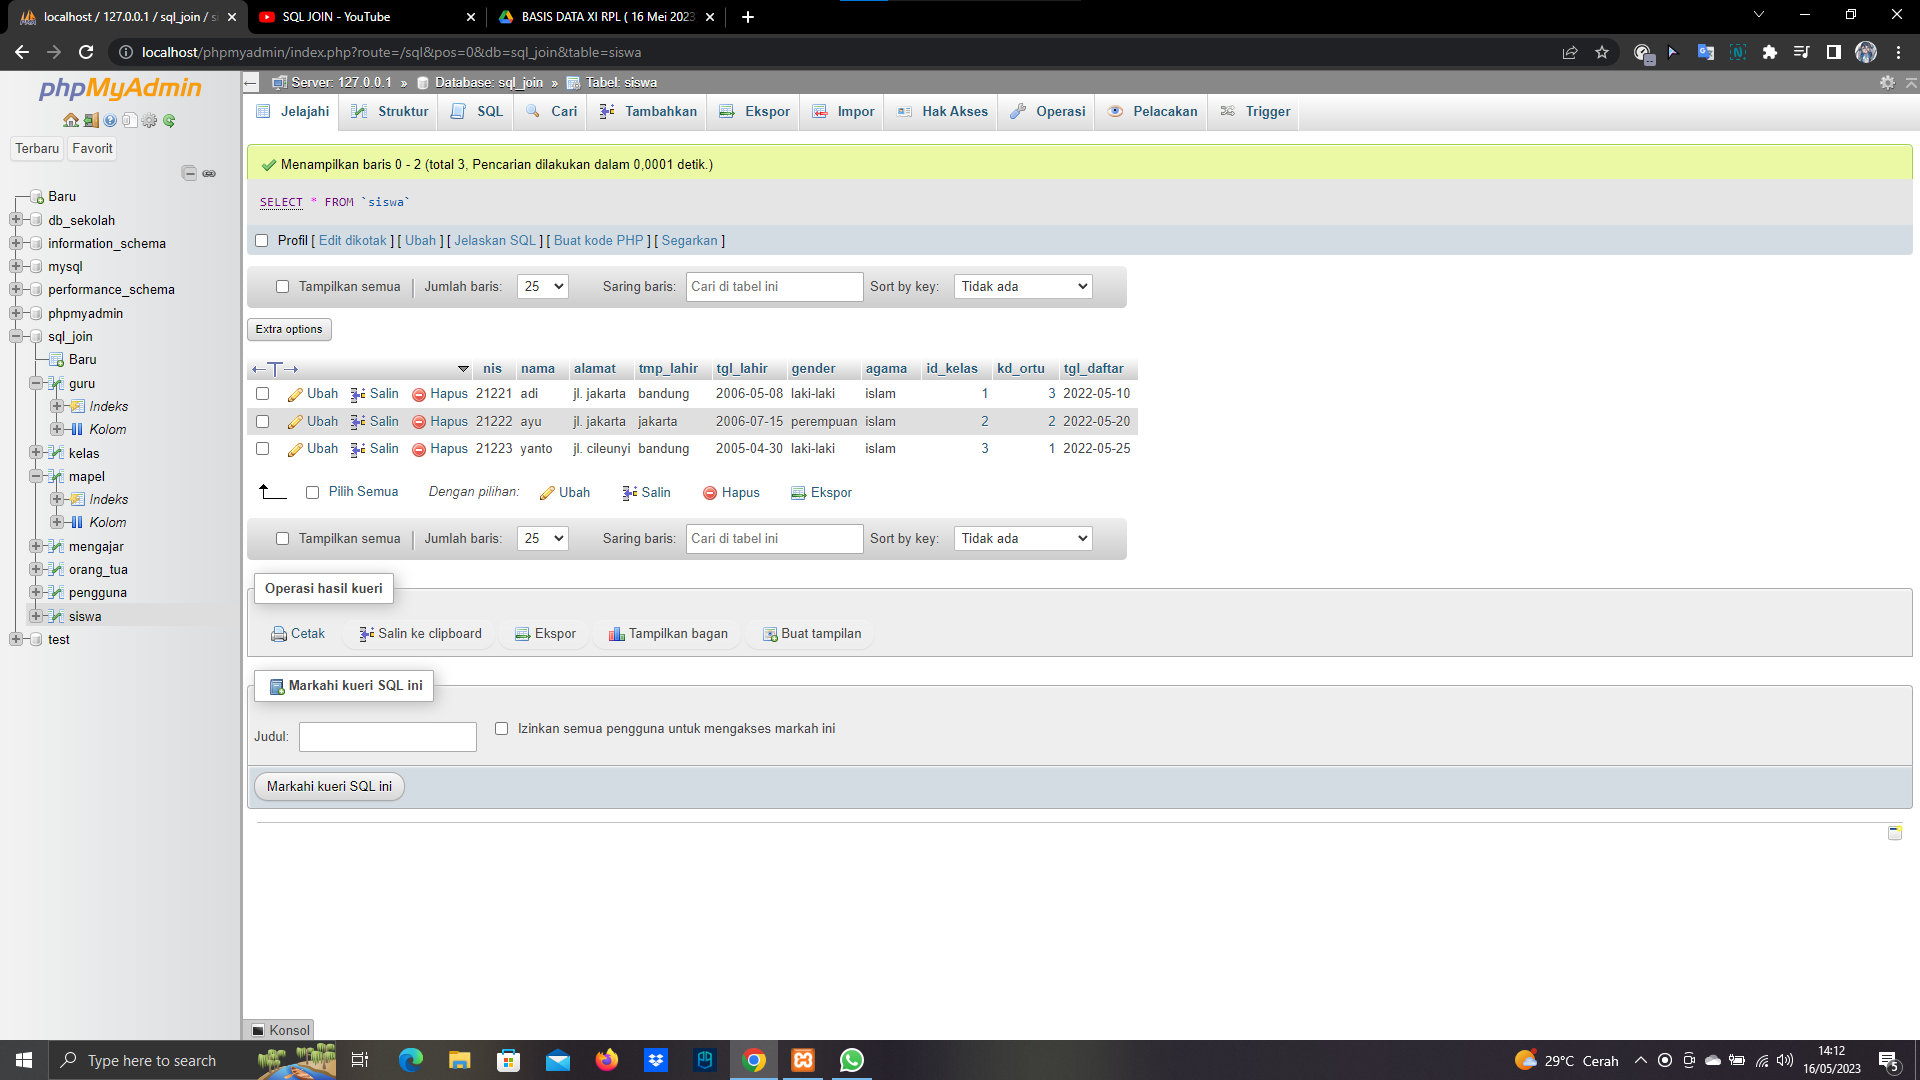 localhost / 127.0.0.1 / sql_join / si
SQL JOIN - YouTube
BASIS DATA XI RPL ( 16 Mei 2023
localhost/phpmyadmin/index.php?route=/sql&pos=0&db=sql_join&table=siswa
phpMyAdmin
Terbaru Favorit
Baru
db_sekolah
information_schema
mysql
performance_schema
phpmyadmin
sql_join
Baru
guru
Indeks
Kolom
kelas
mapel
Indeks
Kolom
mengajar
orang_tua
pengguna
siswa
test
Server: 127.0.0.1 » Database: sql_join » Tabel: siswa
Jelajahi Struktur SQL Cari Tambahkan Ekspor Impor Hak Akses Operasi Pelacakan Trigger
Menampilkan baris 0 - 2 (total 3, Pencarian dilakukan dalam 0,0001 detik.)
SELECT * FROM `siswa`
Profil [ Edit dikotak ] [ Ubah ] [ Jelaskan SQL ] [ Buat kode PHP ] [ Segarkan ]
Tampilkan semua Jumlah baris: 25 Saring baris: Cari di tabel ini Sort by key: Tidak ada
Extra options
nis nama alamat tmp_lahir tgl_lahir gender agama id_kelas kd_ortu tgl_daftar
Ubah Salin Hapus 21221 adi jl. jakarta bandung 2006-05-08 laki-laki islam 1 3 2022-05-10
Ubah Salin Hapus 21222 ayu jl. jakarta jakarta 2006-07-15 perempuan islam 2 2 2022-05-20
Ubah Salin Hapus 21223 yanto jl. cileunyi bandung 2005-04-30 laki-laki islam 3 1 2022-05-25
Pilih Semua Dengan pilihan: Ubah Salin Hapus Ekspor
Tampilkan semua Jumlah baris: 25 Saring baris: Cari di tabel ini Sort by key: Tidak ada
Operasi hasil kueri
Cetak Salin ke clipboard Ekspor Tampilkan bagan Buat tampilan
Markahi kueri SQL ini
Judul: Izinkan semua pengguna untuk mengakses markah ini
Markahi kueri SQL ini
Konsol
Type here to search
29°C Cerah
14:12
16/05/2023
5